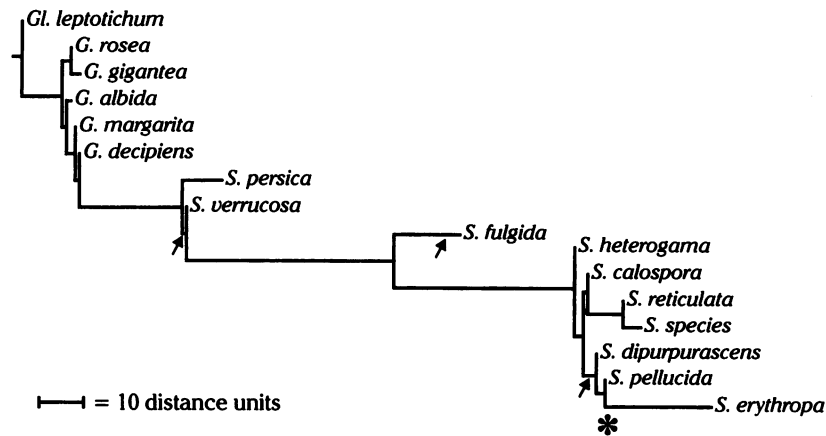 Gl. leptotichum
G. rosea
G. gigantea
G. albida
G. margarita
G. decipiens
S. persica
S. verrucosa
S. fulgida
S. heterogama
S. calospora
S. reticulata
S. species
S. dipurpurascens
S. pellucida
S. erythropa
= 10 distance units
*